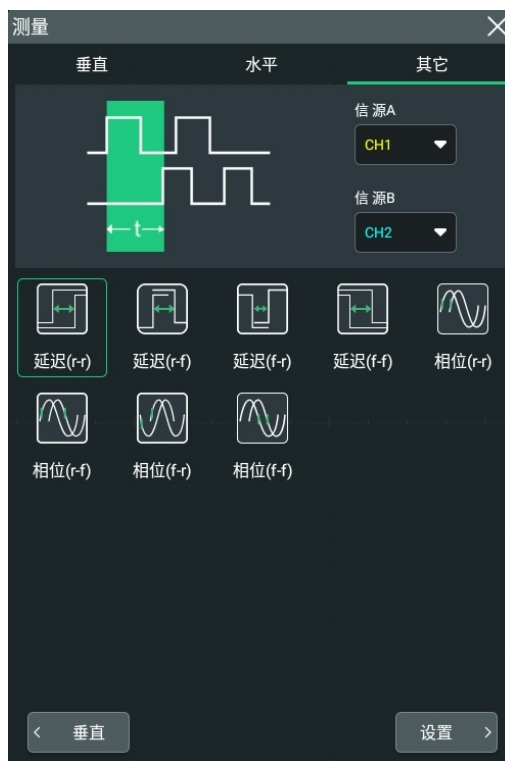 测量
垂直 水平 其它
信源A
CH1
信源B
CH2
t
延迟(r-r) 延迟(r-f) 延迟(f-r) 延迟(f-f) 相位(r-r)
相位(r-f) 相位(f-r) 相位(f-f)
垂直 设置